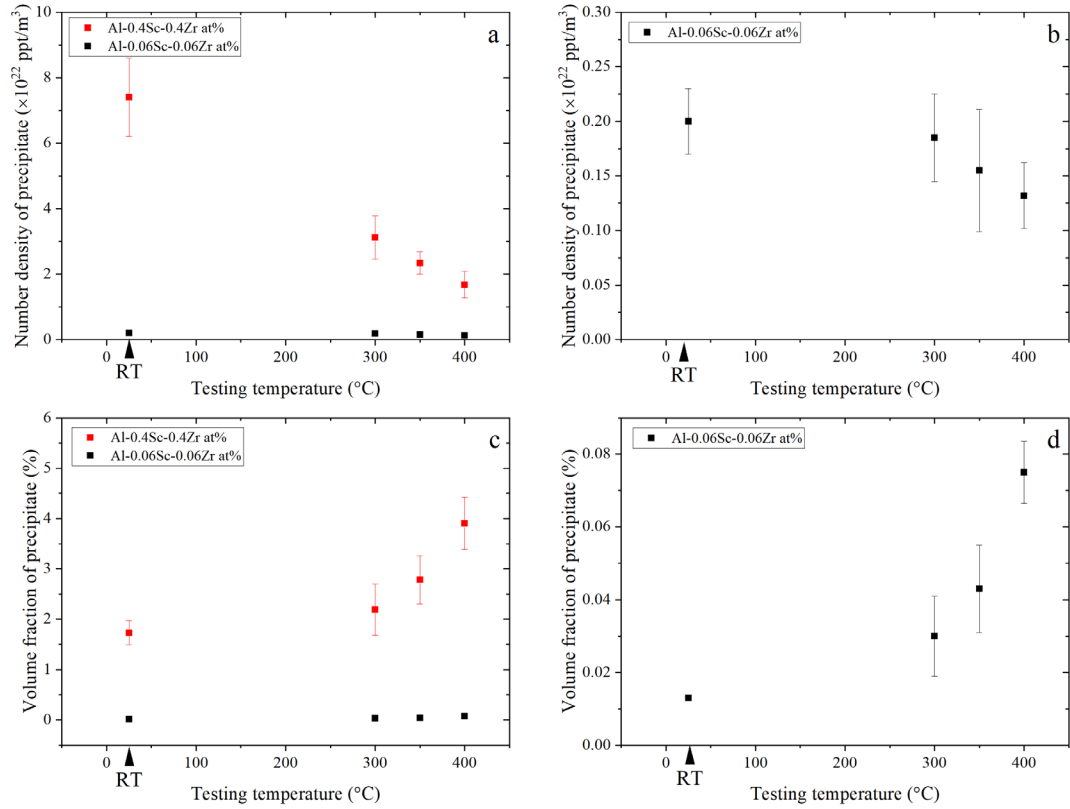 Al-0.4Sc-0.4Zr at%
Al-0.06Sc-0.06Zr at%
a
10
8
6
4
2
0
Number density of precipitate (×10²² ppt/m³)
0
100
200
300
400
RT
Testing temperature (°C)
Al-0.06Sc-0.06Zr at%
b
0.30
0.25
0.20
0.15
0.10
0.05
0.00
Number density of precipitate (×10²² ppt/m³)
0
100
200
300
400
RT
Testing temperature (°C)
Al-0.4Sc-0.4Zr at%
Al-0.06Sc-0.06Zr at%
c
6
5
4
3
2
1
0
Volume fraction of precipitate (%)
0
100
200
300
400
RT
Testing temperature (°C)
Al-0.06Sc-0.06Zr at%
d
0.08
0.06
0.04
0.02
0.00
Volume fraction of precipitate (%)
0
100
200
300
400
RT
Testing temperature (°C)